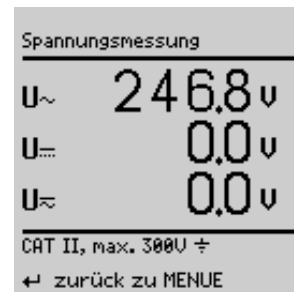 Spannungsmessung
U~ 246.8 V
U⎓ 0.0 V
U≂ 0.0 V
CAT II, max. 300V ⏚
↵ zurück zu MENUE